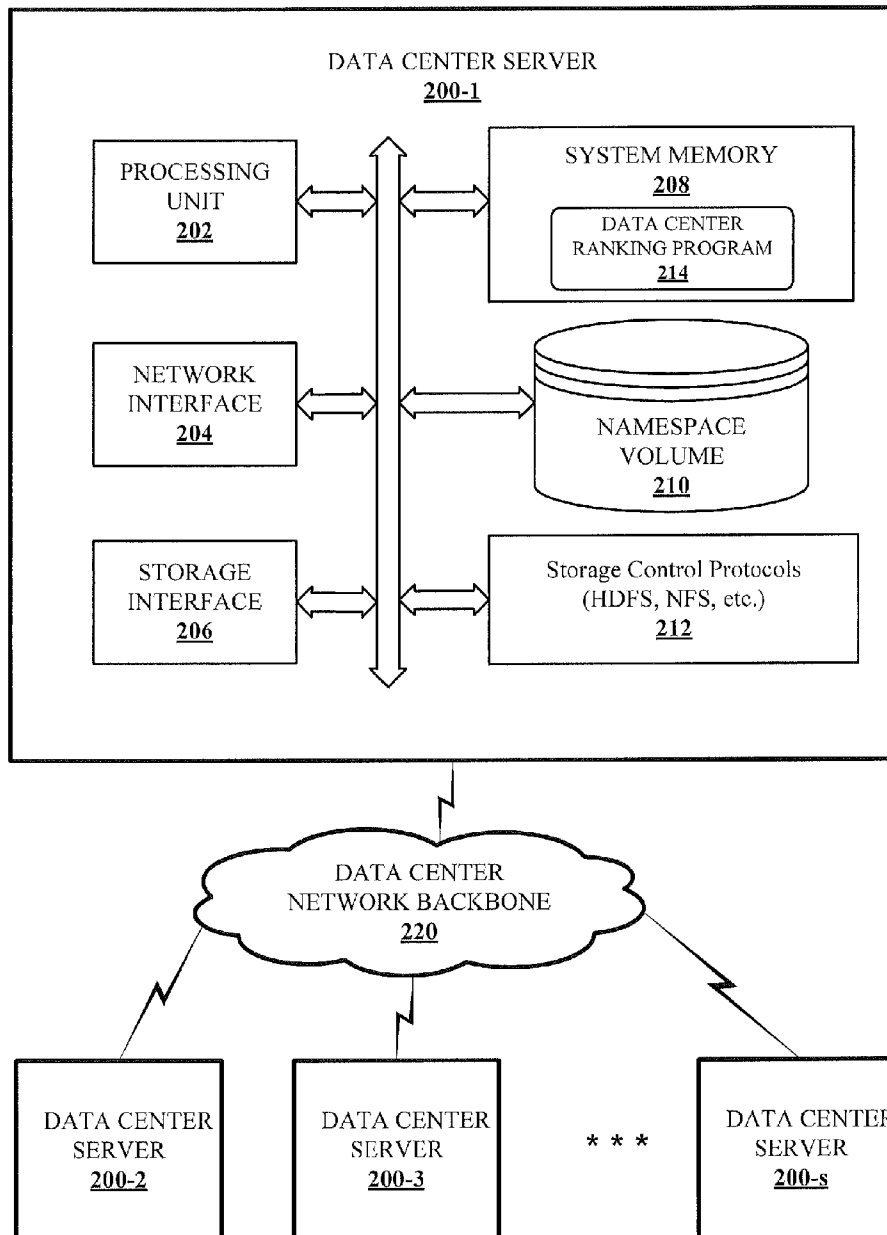 DATA CENTER SERVER
200-1
PROCESSING
UNIT
202
SYSTEM MEMORY
208
DATA CENTER
RANKING PROGRAM
214
NETWORK
INTERFACE
204
NAMESPACE
VOLUME
210
STORAGE
INTERFACE
206
Storage Control Protocols
(HDFS, NFS, etc.)
212
DATA CENTER
NETWORK BACKBONE
220
DATA CENTER
SERVER
200-2
DATA CENTER
SERVER
200-3
* * *
DATA CENTER
SERVER
200-s